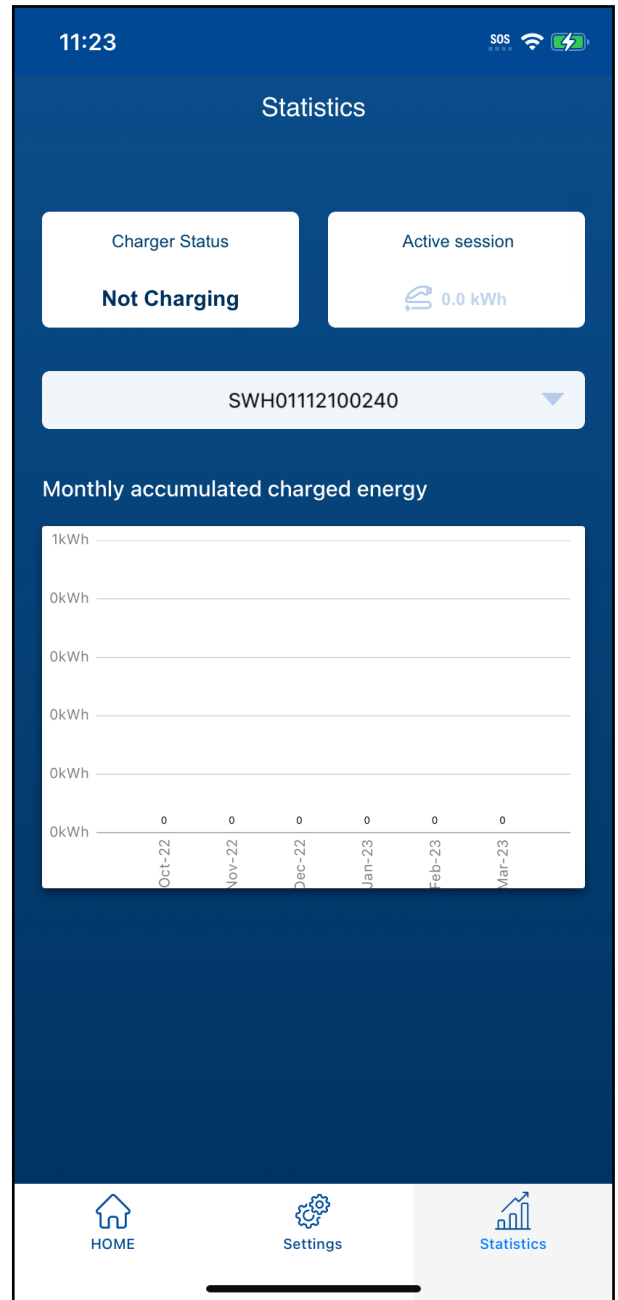 11:23
SOS
Statistics
Charger Status
Not Charging
Active session
0.0 kWh
SWH01112100240
Monthly accumulated charged energy
1kWh
0kWh
0kWh
0kWh
0kWh
0kWh
0 0 0 0 0 0
Oct-22
Nov-22
Dec-22
Jan-23
Feb-23
Mar-23
HOME
Settings
Statistics